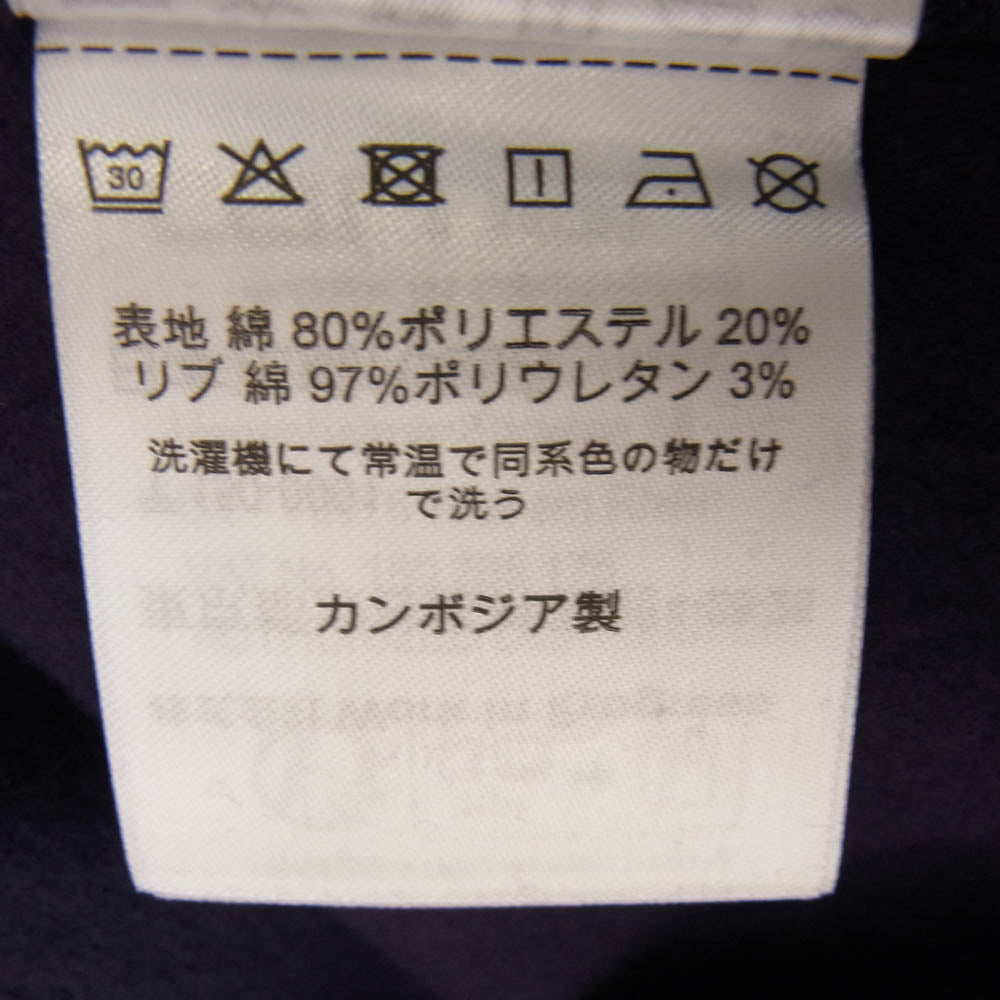 30
表地 綿 80%ポリエステル 20%
リブ 綿 97%ポリウレタン 3%
洗濯機にて常温で同系色の物だけ
で洗う
カンボジア製